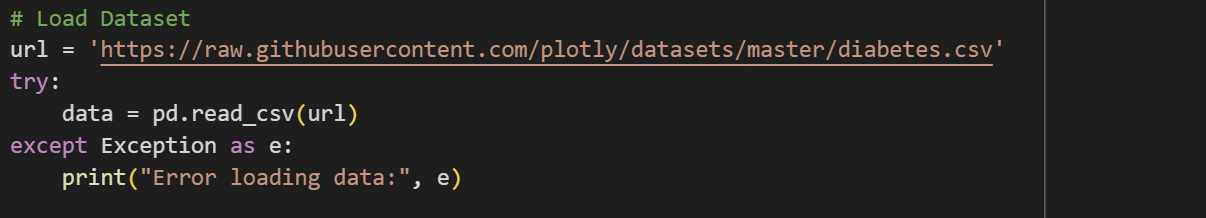 # Load Dataset
url = 'https://raw.githubusercontent.com/plotly/datasets/master/diabetes.csv'
try:
    data = pd.read_csv(url)
except Exception as e:
    print("Error loading data:", e)